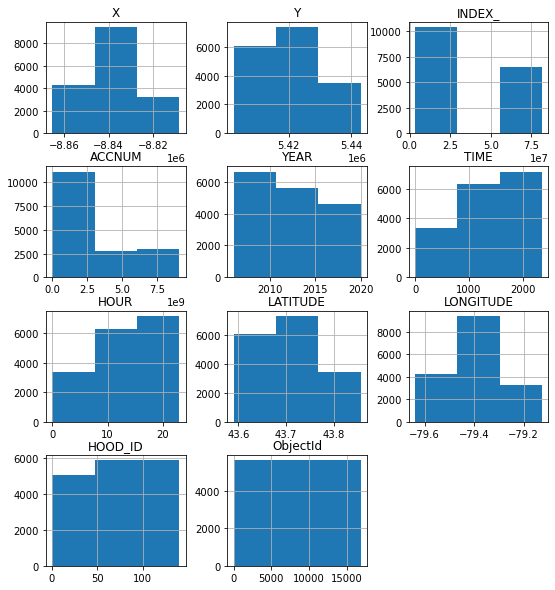 X Y INDEX_
8000 6000 4000 2000 0
6000 4000 2000 0
10000 7500 5000 2500 0
−8.86 −8.84 −8.82 1e6
5.42 5.44 1e6
0.0 2.5 5.0 7.5 1e7
ACCNUM YEAR TIME
10000 7500 5000 2500 0
6000 4000 2000 0
6000 4000 2000 0
0.0 2.5 5.0 7.5 1e9
2010 2015 2020
0 1000 2000
HOUR LATITUDE LONGITUDE
6000 4000 2000 0
6000 4000 2000 0
8000 6000 4000 2000 0
0 10 20
43.6 43.7 43.8
−79.6 −79.4 −79.2
HOOD_ID ObjectId
6000 4000 2000 0
4000 2000 0
0 50 100
0 5000 10000 15000